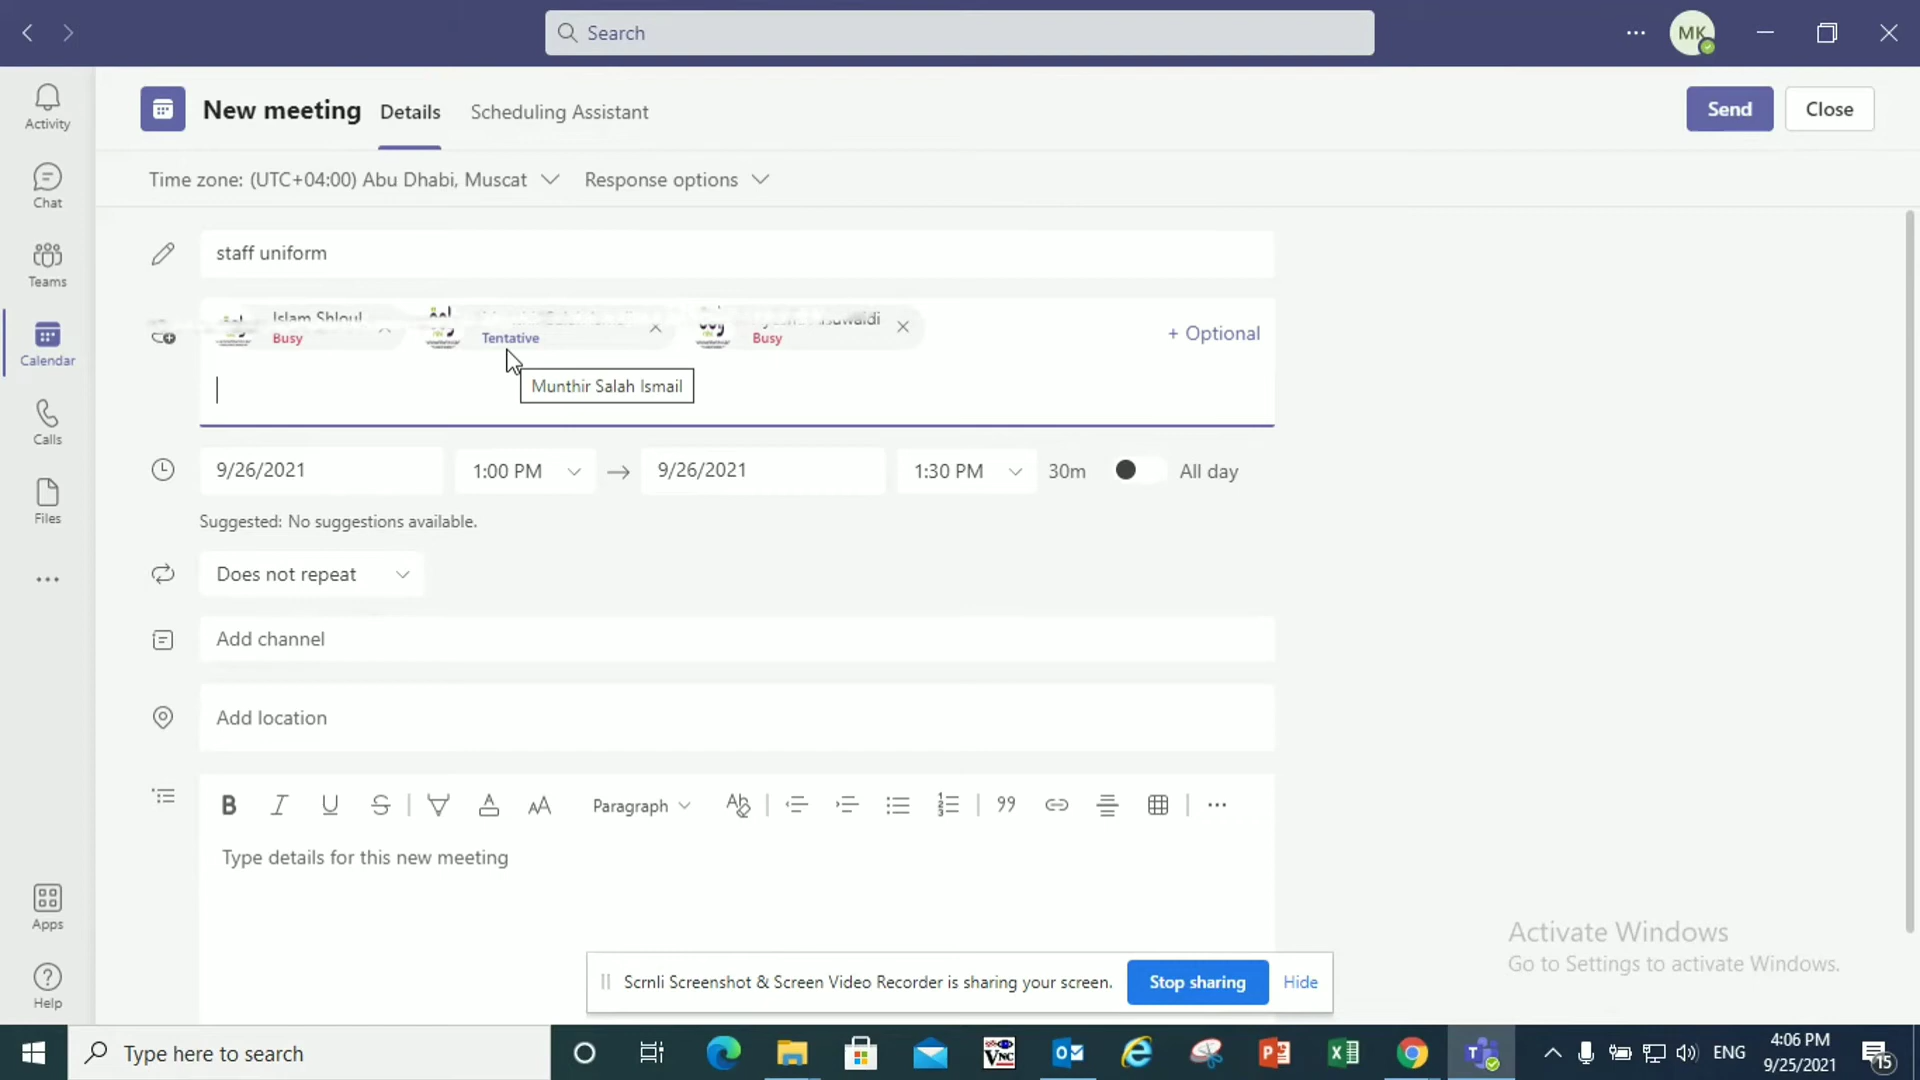 Search
MK
Activity
Chat
Teams
Calendar
Calls
Files
Apps
Help
New meeting
Details
Scheduling Assistant
Send
Close
Time zone: (UTC+04:00) Abu Dhabi, Muscat
Response options
staff uniform
Islam Shloul
Busy
Tentative
Busy
+ Optional
Munthir Salah Ismail
9/26/2021
1:00 PM
9/26/2021
1:30 PM
30m
All day
Suggested: No suggestions available.
Does not repeat
Add channel
Add location
Paragraph
Type details for this new meeting
Activate Windows
Go to Settings to activate Windows.
Scrnli Screenshot & Screen Video Recorder is sharing your screen.
Stop sharing
Hide
Type here to search
ENG
4:06 PM
9/25/2021
15